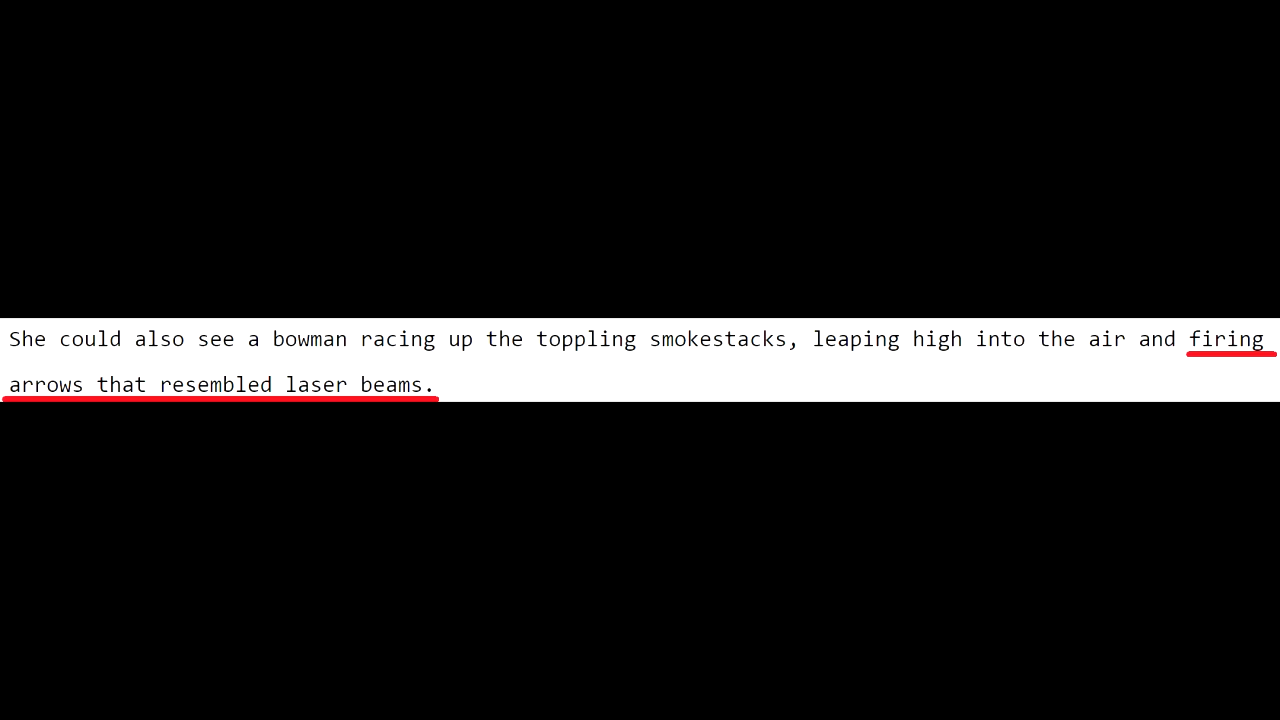 She could also see a bowman racing up the toppling smokestacks, leaping high into the air and firing
arrows that resembled laser beams.